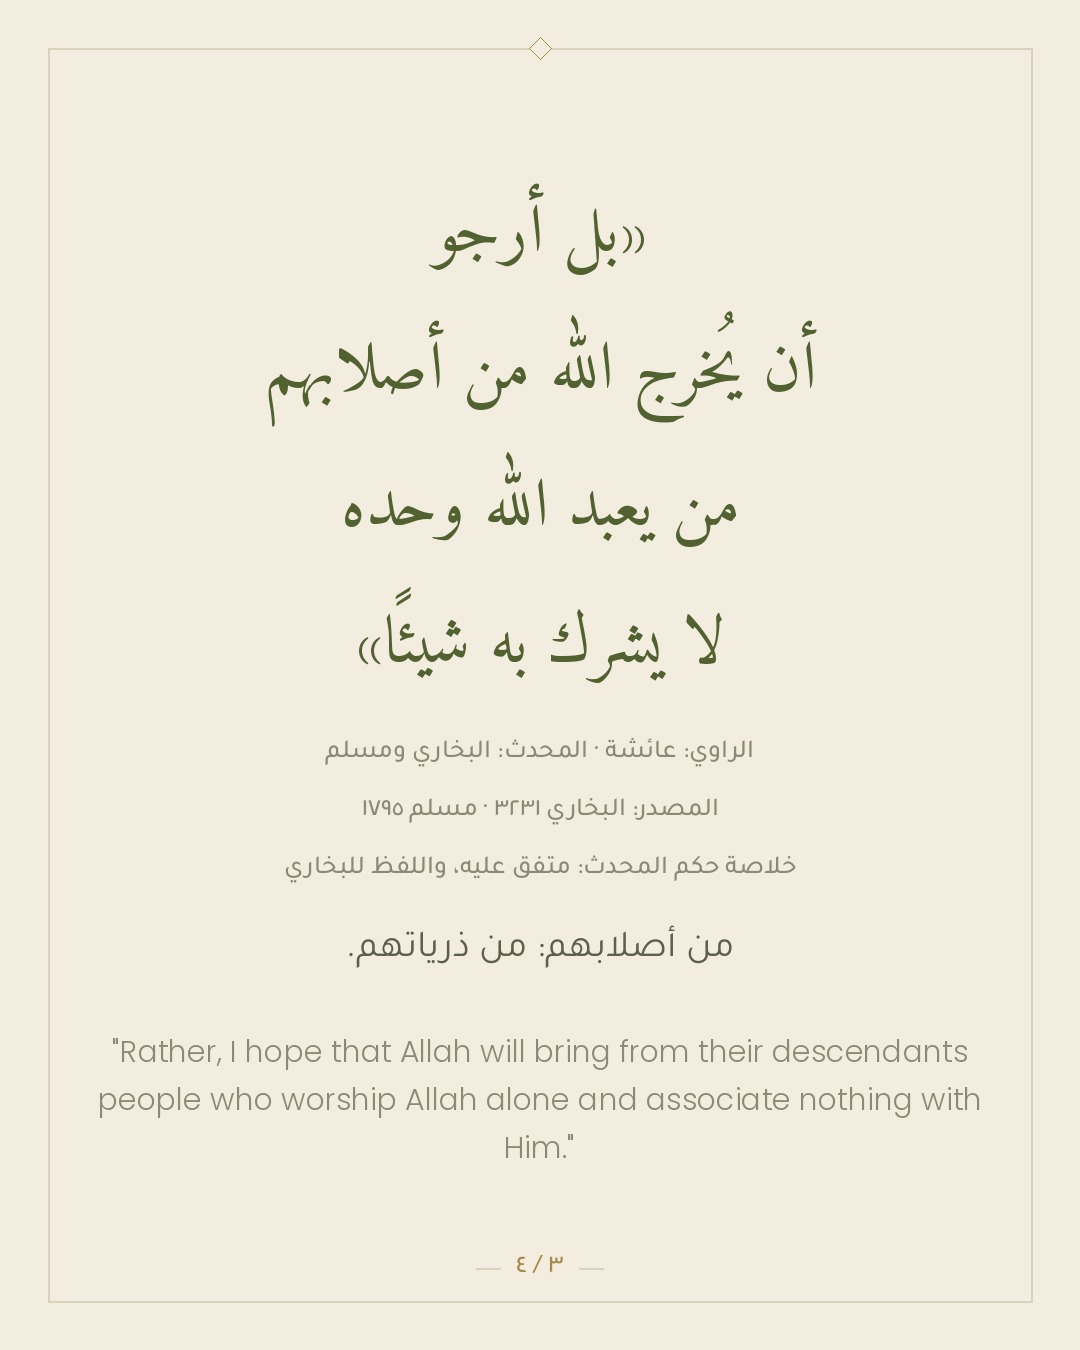 «بل أرجو
أن يُخرج الله من أصلابهم
من يعبد الله وحده
لا يشرك به شيئًا»
الراوي: عائشة · المحدث: البخاري ومسلم
المصدر: البخاري ٣٢٣١ · مسلم ١٧٩٥
خلاصة حكم المحدث: متفق عليه، واللفظ للبخاري
من أصلابهم: من ذرياتهم.
"Rather, I hope that Allah will bring from their descendants
people who worship Allah alone and associate nothing with
Him."
٣ / ٤